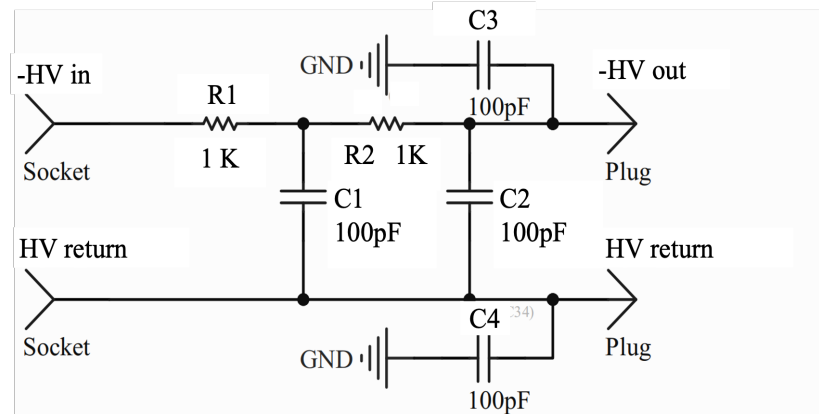 C3
GND
100pF
-HV in
-HV out
R1
1 K
R2 1K
Socket
Plug
C1
100pF
C2
100pF
HV return
HV return
C4
34)
Socket
GND
Plug
100pF